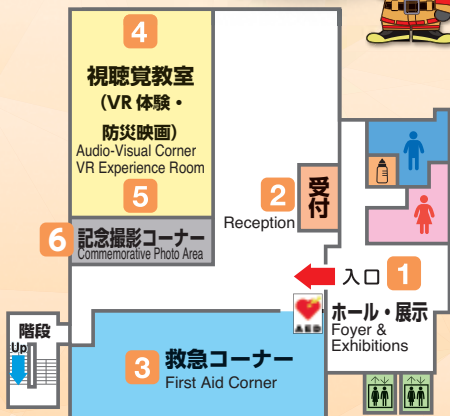 4
視聴覚教室
(VR 体験・
防災映画)
Audio-Visual Corner
VR Experience Room
5
6
記念撮影コーナー
Commemorative Photo Area
2
受付
Reception
入口
1
AED
ホール・展示
Foyer &
Exhibitions
階段
Up
3
救急コーナー
First Aid Corner